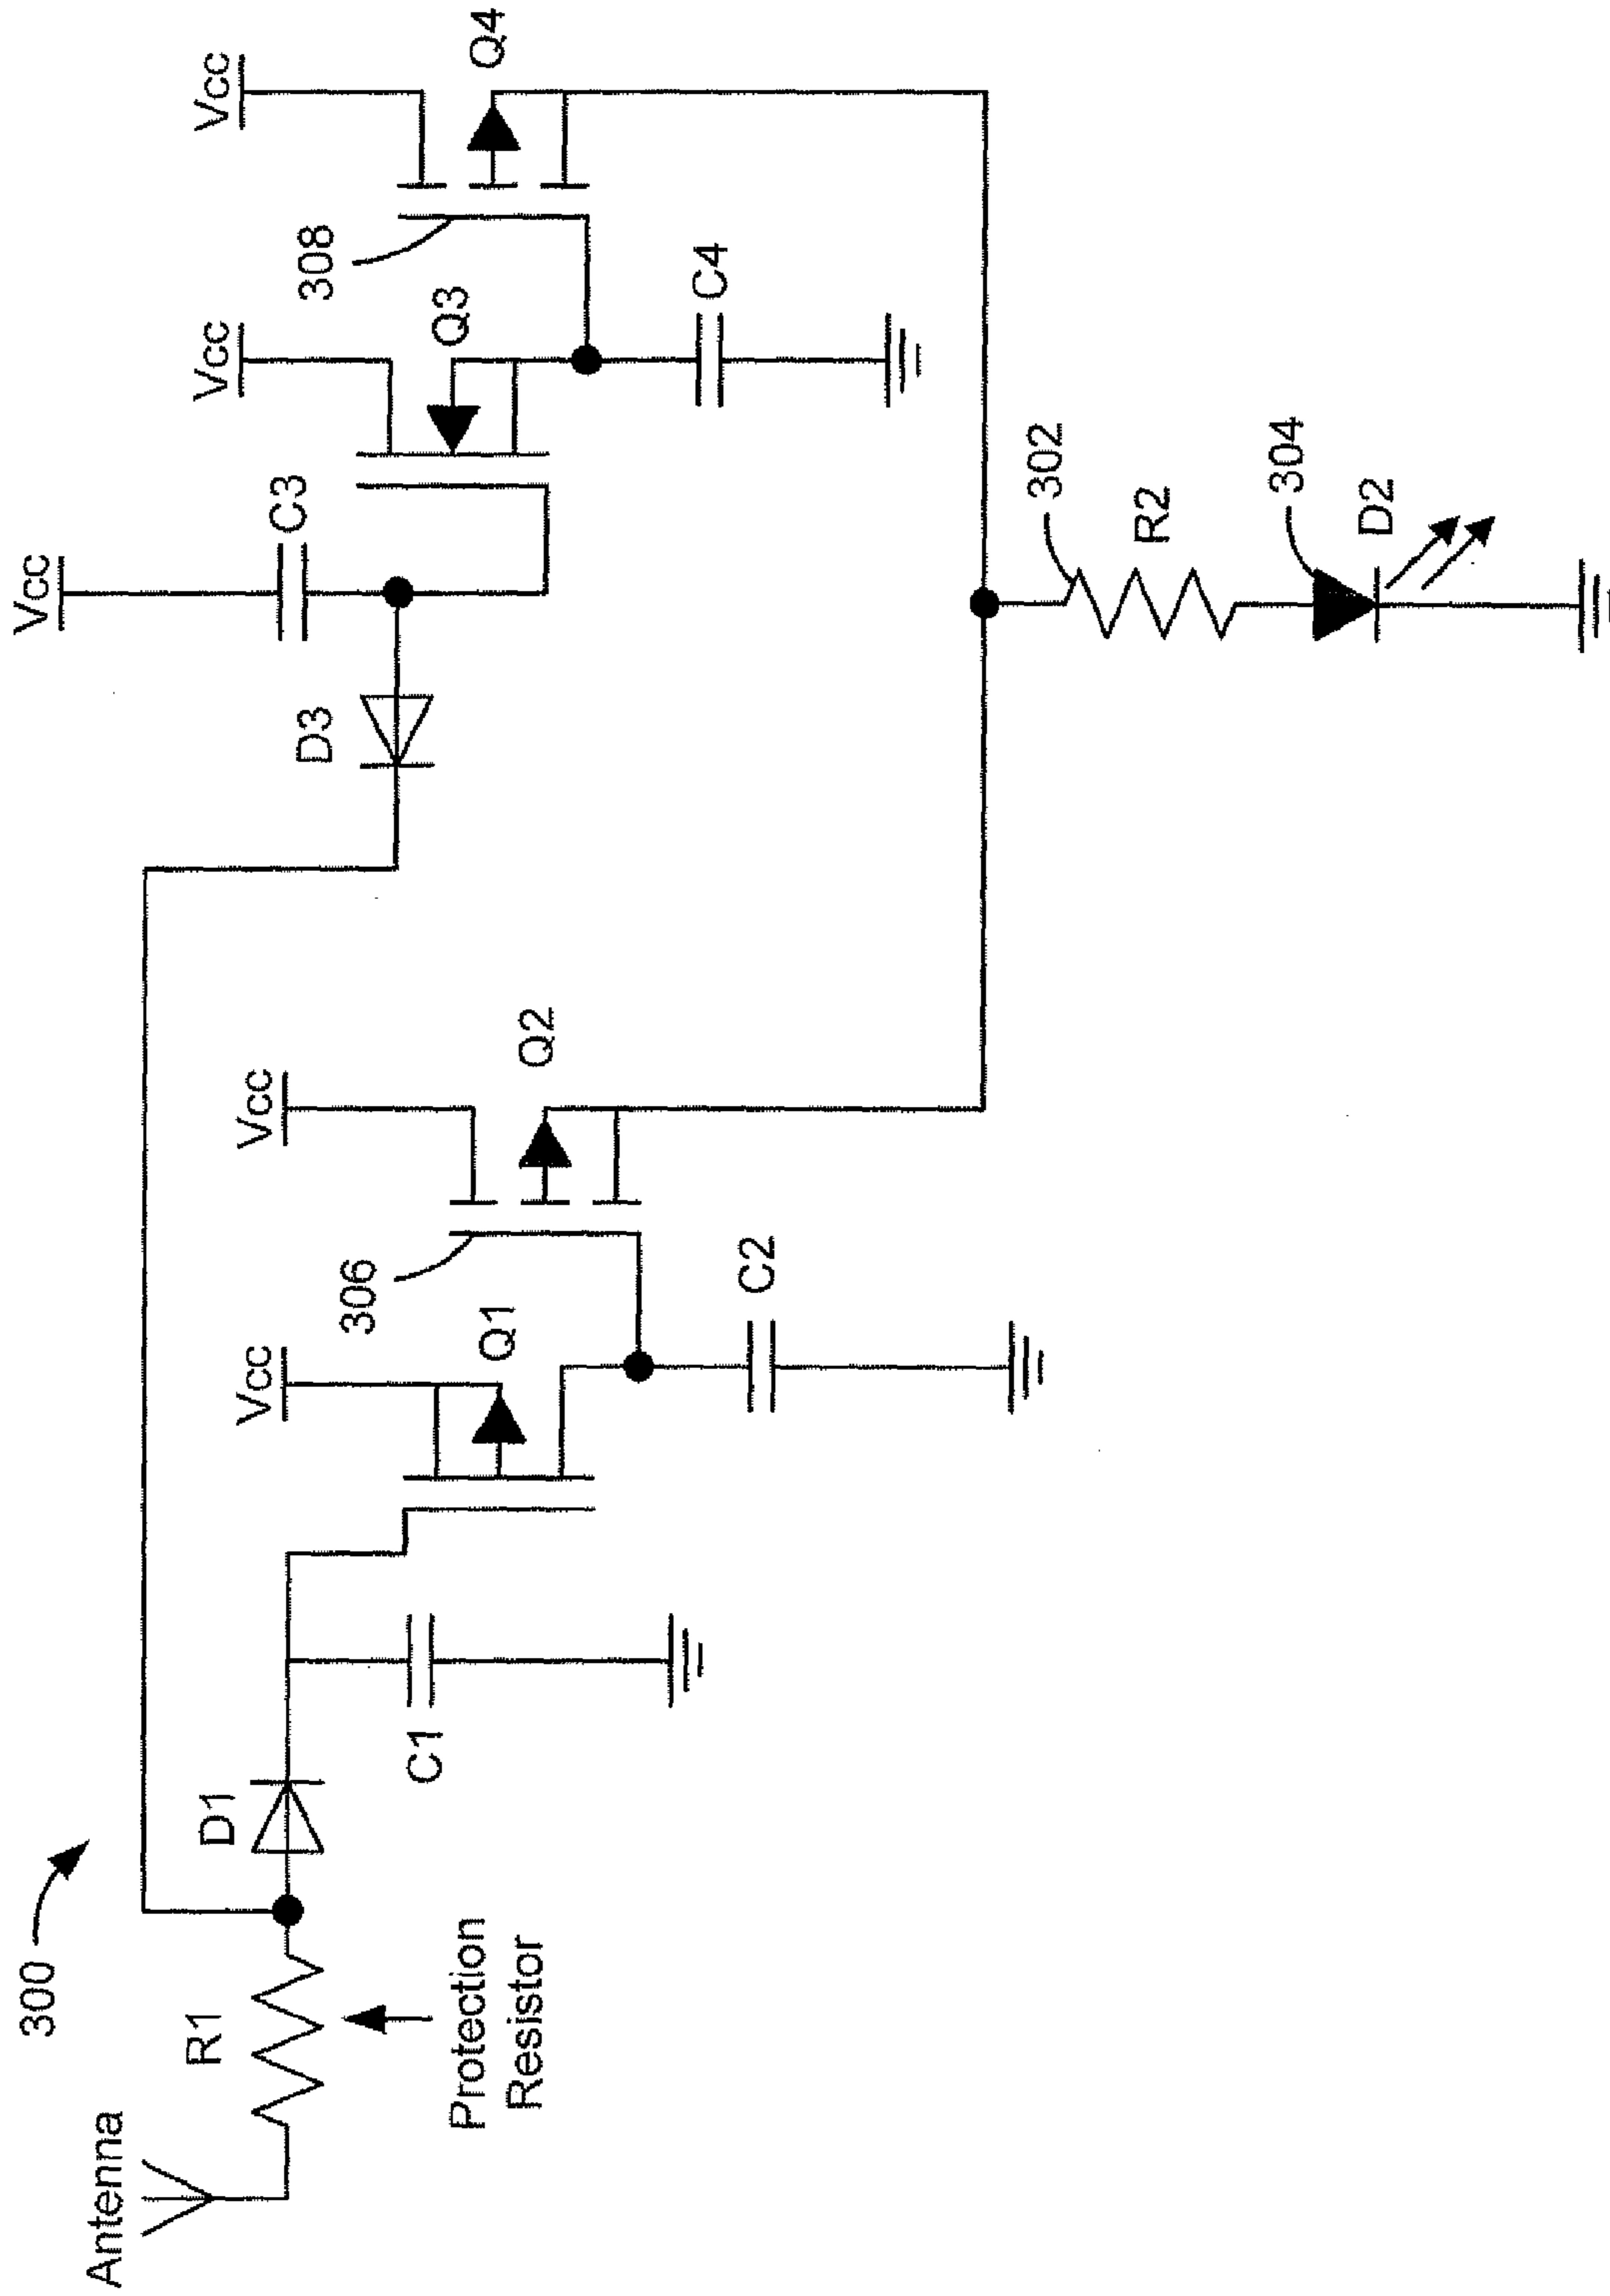 300
Antenna
R1
Protection
Resistor
D1
C1
Vcc
Q1
306
C2
Vcc
Q2
D3
Vcc
C3
Vcc
Q3
308
C4
Vcc
Q4
302
R2
304
D2